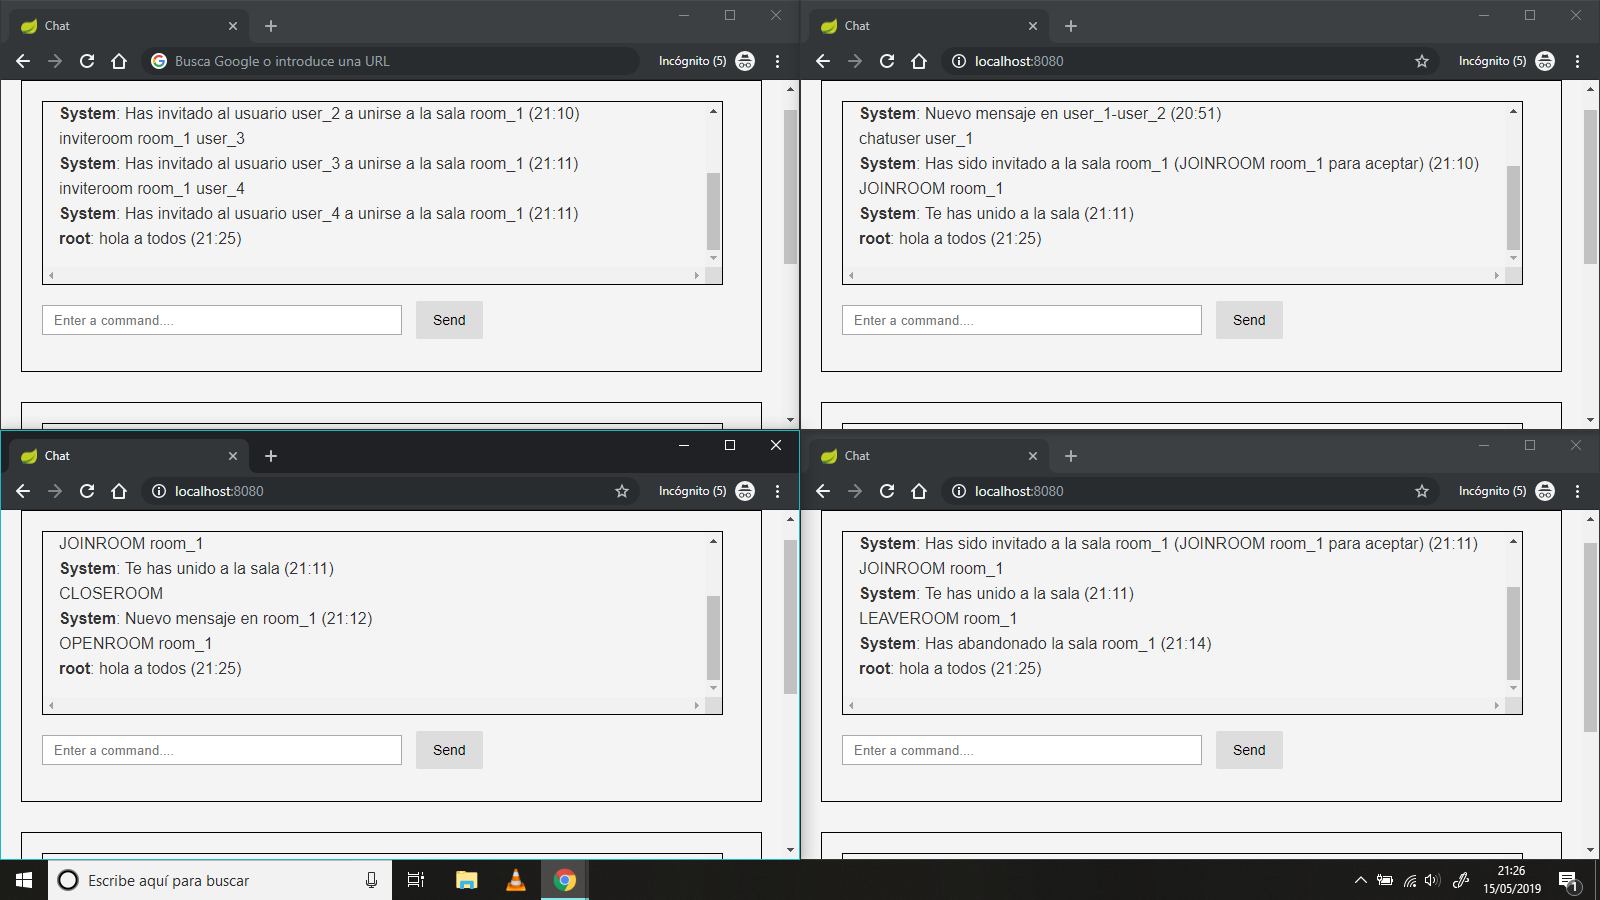 Chat
Busca Google o introduce una URL
Incógnito (5)
System: Has invitado al usuario user_2 a unirse a la sala room_1 (21:10)
inviteroom room_1 user_3
System: Has invitado al usuario user_3 a unirse a la sala room_1 (21:11)
inviteroom room_1 user_4
System: Has invitado al usuario user_4 a unirse a la sala room_1 (21:11)
root: hola a todos (21:25)
Enter a command....
Send
Chat
localhost:8080
Incógnito (5)
System: Nuevo mensaje en user_1-user_2 (20:51)
chatuser user_1
System: Has sido invitado a la sala room_1 (JOINROOM room_1 para aceptar) (21:10)
JOINROOM room_1
System: Te has unido a la sala (21:11)
root: hola a todos (21:25)
Enter a command....
Send
Chat
localhost:8080
Incógnito (5)
JOINROOM room_1
System: Te has unido a la sala (21:11)
CLOSEROOM
System: Nuevo mensaje en room_1 (21:12)
OPENROOM room_1
root: hola a todos (21:25)
Enter a command....
Send
Chat
localhost:8080
Incógnito (5)
System: Has sido invitado a la sala room_1 (JOINROOM room_1 para aceptar) (21:11)
JOINROOM room_1
System: Te has unido a la sala (21:11)
LEAVEROOM room_1
System: Has abandonado la sala room_1 (21:14)
root: hola a todos (21:25)
Enter a command....
Send
Escribe aquí para buscar
21:26
15/05/2019
1